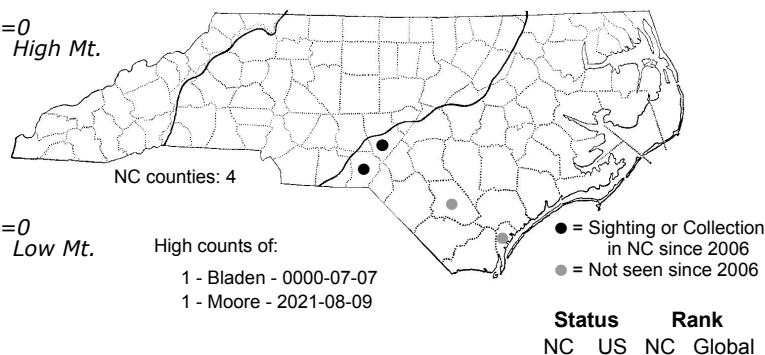 =0
High Mt.
NC counties: 4
=0
Low Mt.
High counts of:
1 - Bladen - 0000-07-07
1 - Moore - 2021-08-09
● = Sighting or Collection
in NC since 2006
● = Not seen since 2006
Status Rank
NC US NC Global